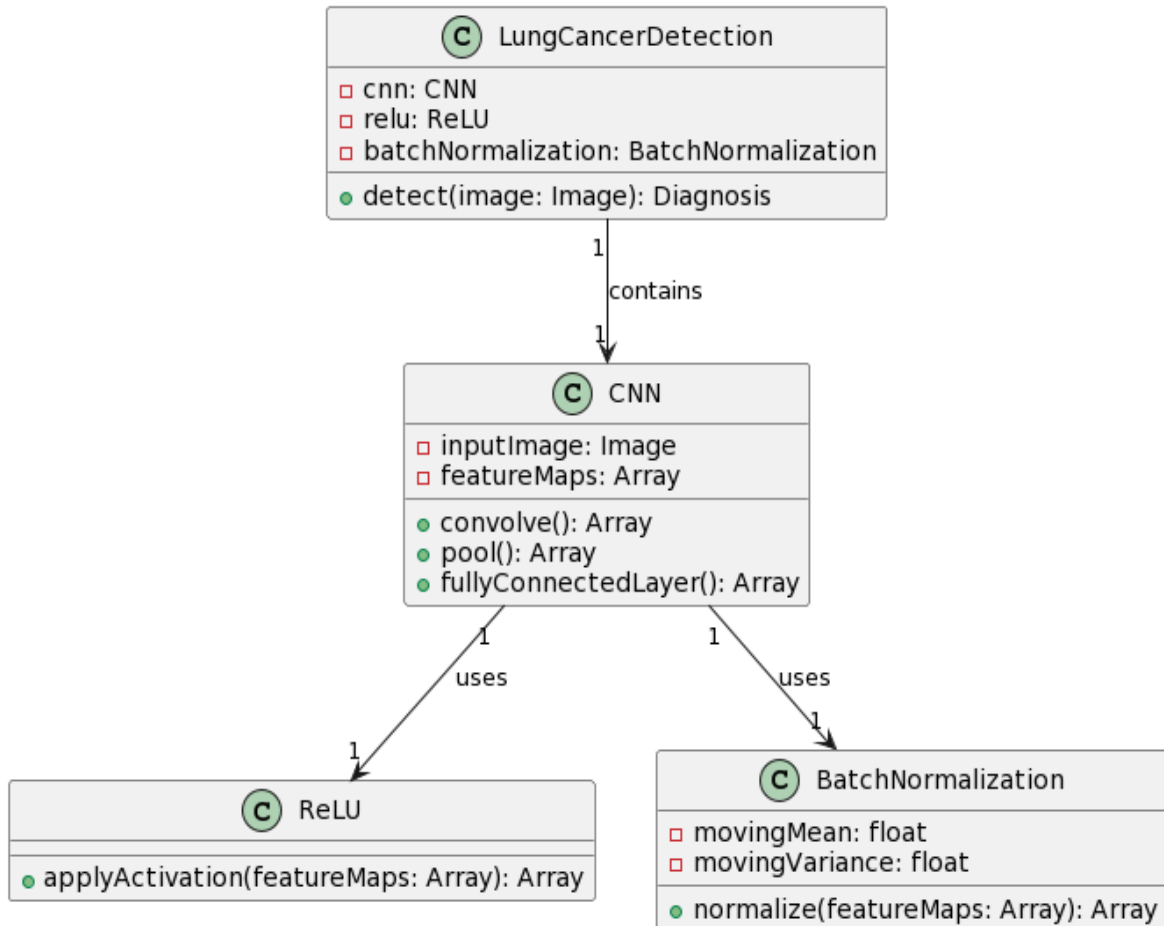 C LungCancerDetection
cnn: CNN
relu: ReLU
batchNormalization: BatchNormalization
detect(image: Image): Diagnosis
1
contains
1
C CNN
inputImage: Image
featureMaps: Array
convolve(): Array
pool(): Array
fullyConnectedLayer(): Array
1
1
uses
uses
1
1
C ReLU
applyActivation(featureMaps: Array): Array
C BatchNormalization
movingMean: float
movingVariance: float
normalize(featureMaps: Array): Array